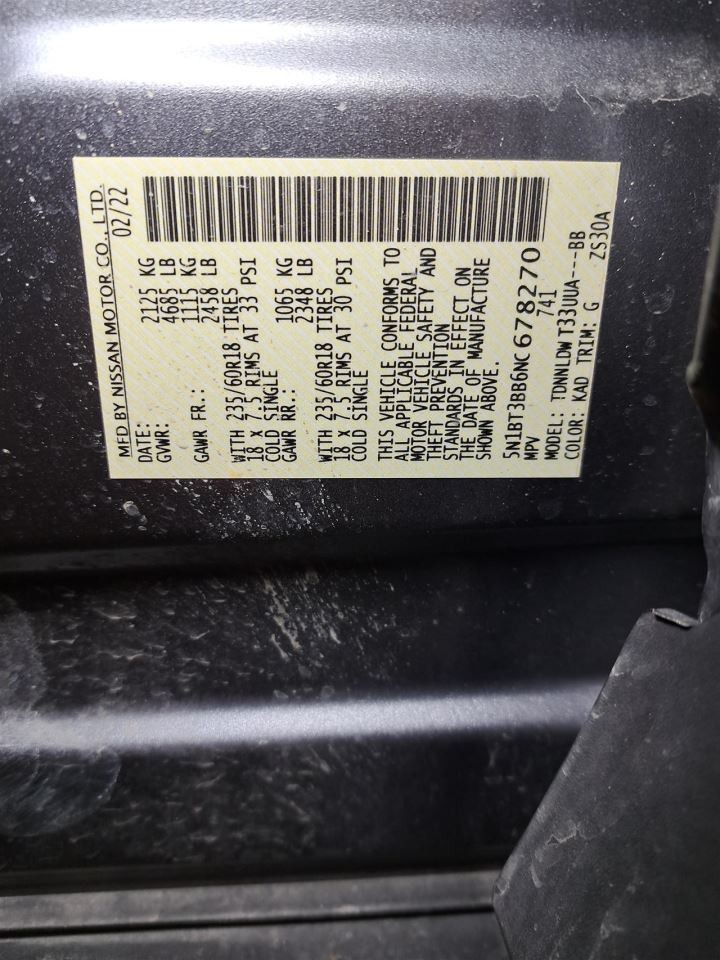 MFD BY NISSAN MOTOR CO., LTD.
DATE: 02/22
GVWR: 2125 KG
4685 LB
GAWR FR.: 1115 KG
2458 LB
WITH 235/60R18 TIRES
18 x 7.5 RIMS AT 33 PSI
COLD SINGLE
GAWR RR.: 1065 KG
2348 LB
WITH 235/60R18 TIRES
18 x 7.5 RIMS AT 30 PSI
COLD SINGLE
THIS VEHICLE CONFORMS TO
ALL APPLICABLE FEDERAL
MOTOR VEHICLE SAFETY AND
THEFT PREVENTION
STANDARDS IN EFFECT ON
THE DATE OF MANUFACTURE
SHOWN ABOVE.
5N1BT3BB6NC678270
MPV 741
MODEL: TDNNLDW T33UUA---BB
COLOR: KAD TRIM: G ZS30A